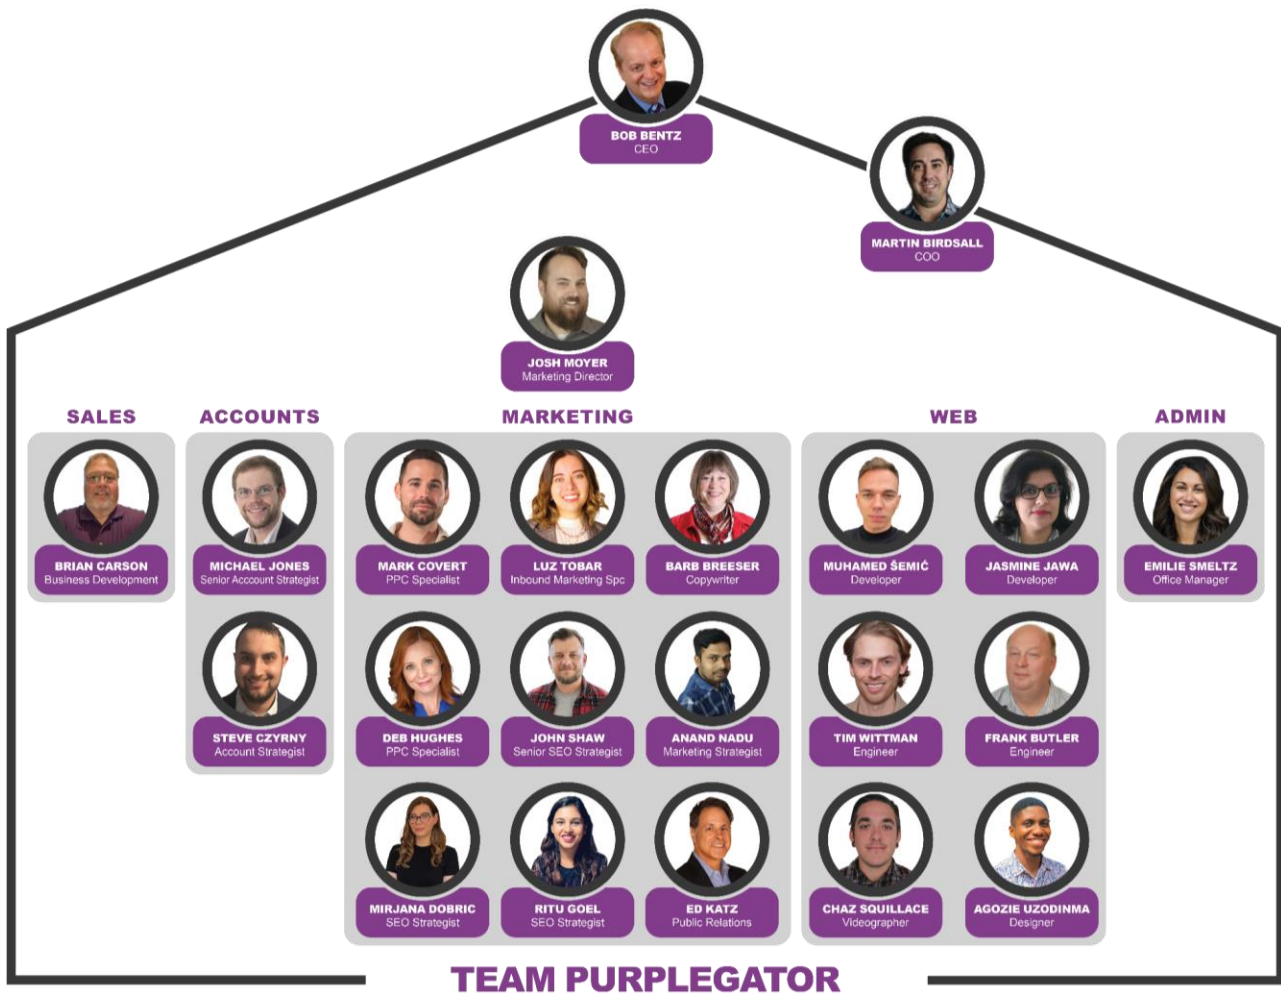 BOB BENTZ
CEO
MARTIN BIRDSALL
COO
JOSH MOYER
Marketing Director
SALES
ACCOUNTS
MARKETING
WEB
ADMIN
BRIAN CARSON
Business Development
MICHAEL JONES
Senior Acccount Strategist
MARK COVERT
PPC Specialist
LUZ TOBAR
Inbound Marketing Spc
BARB BREESER
Copywriter
MUHAMED ŠEMIĆ
Developer
JASMINE JAWA
Developer
EMILIE SMELTZ
Office Manager
STEVE CZYRNY
Account Strategist
DEB HUGHES
PPC Specialist
JOHN SHAW
Senior SEO Strategist
ANAND NADU
Marketing Strategist
TIM WITTMAN
Engineer
FRANK BUTLER
Engineer
MIRJANA DOBRIC
SEO Strategist
RITU GOEL
SEO Strategist
ED KATZ
Public Relations
CHAZ SQUILLACE
Videographer
AGOZIE UZODINMA
Designer
TEAM PURPLEGATOR